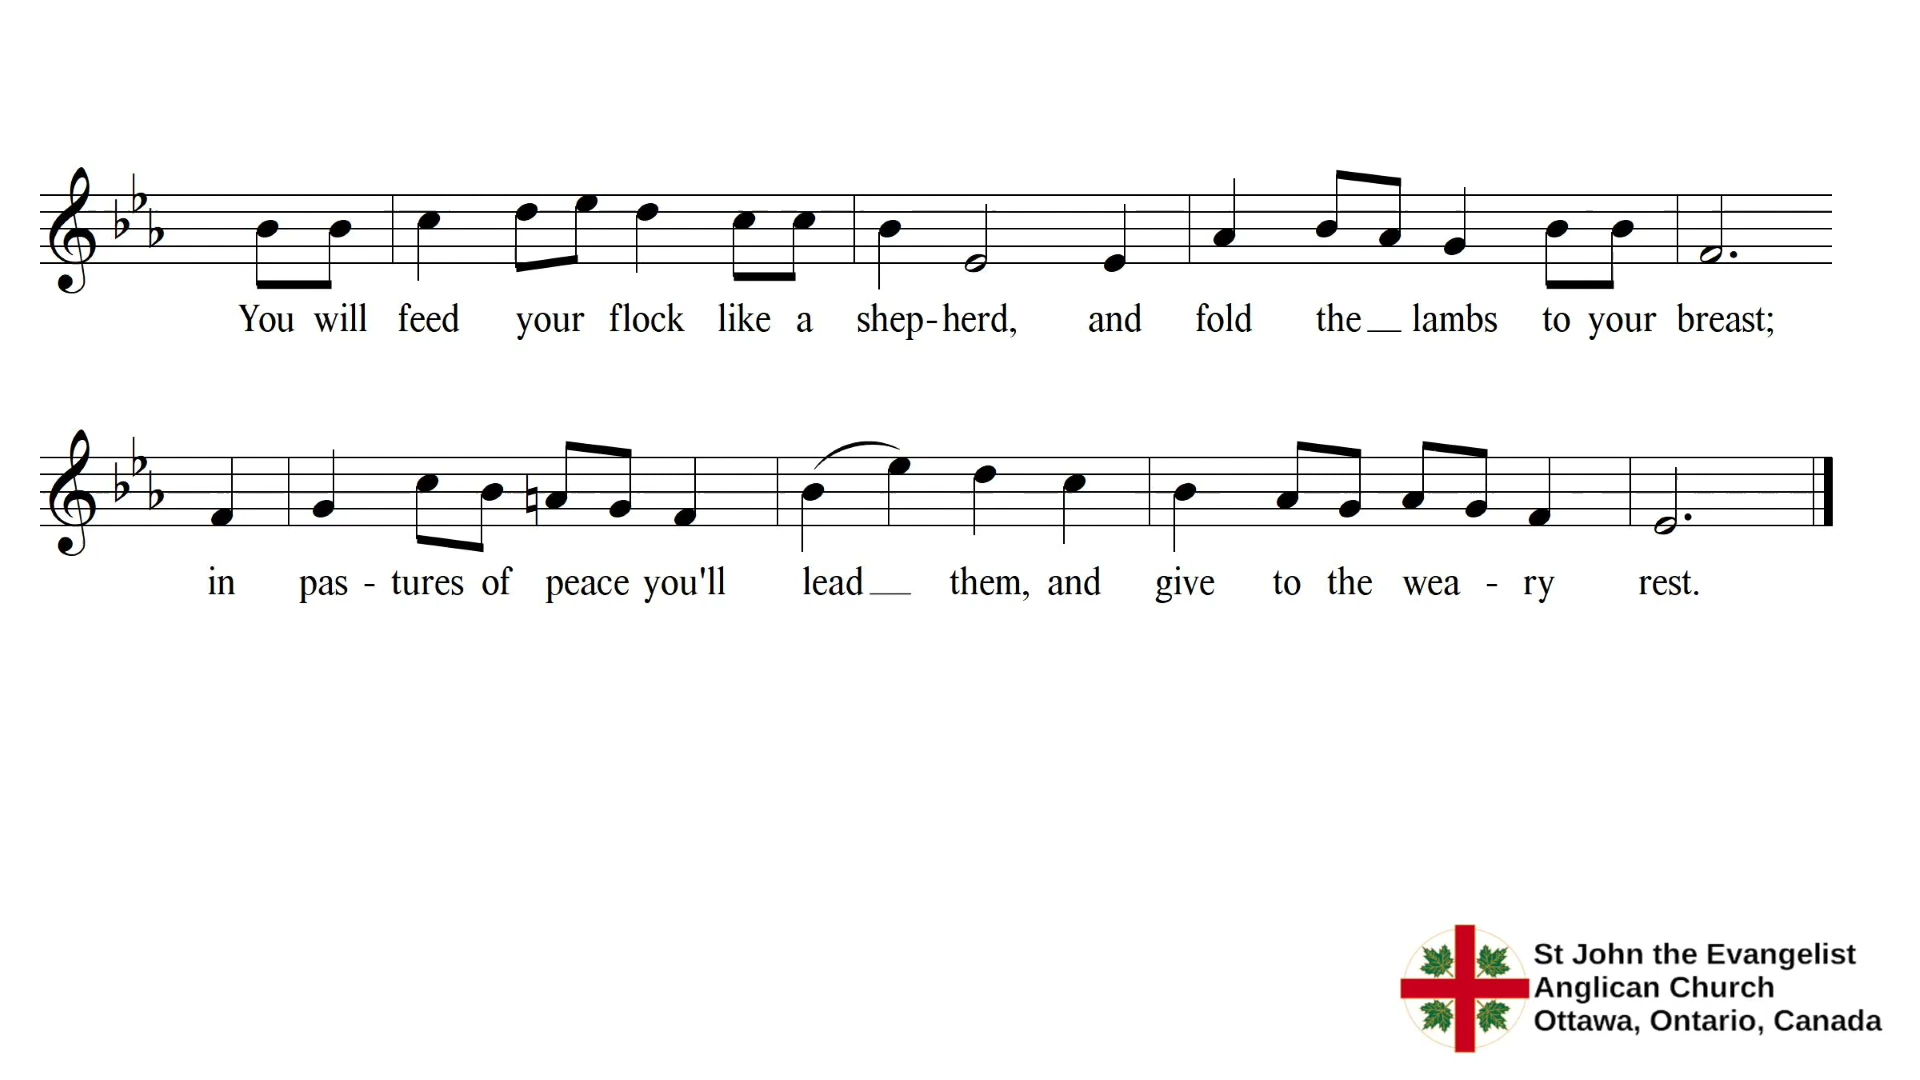 You will feed your flock like a shep-herd, and fold the lambs to your breast;
in pas - tures of peace you'll lead them, and give to the wea - ry rest.
St John the Evangelist
Anglican Church
Ottawa, Ontario, Canada